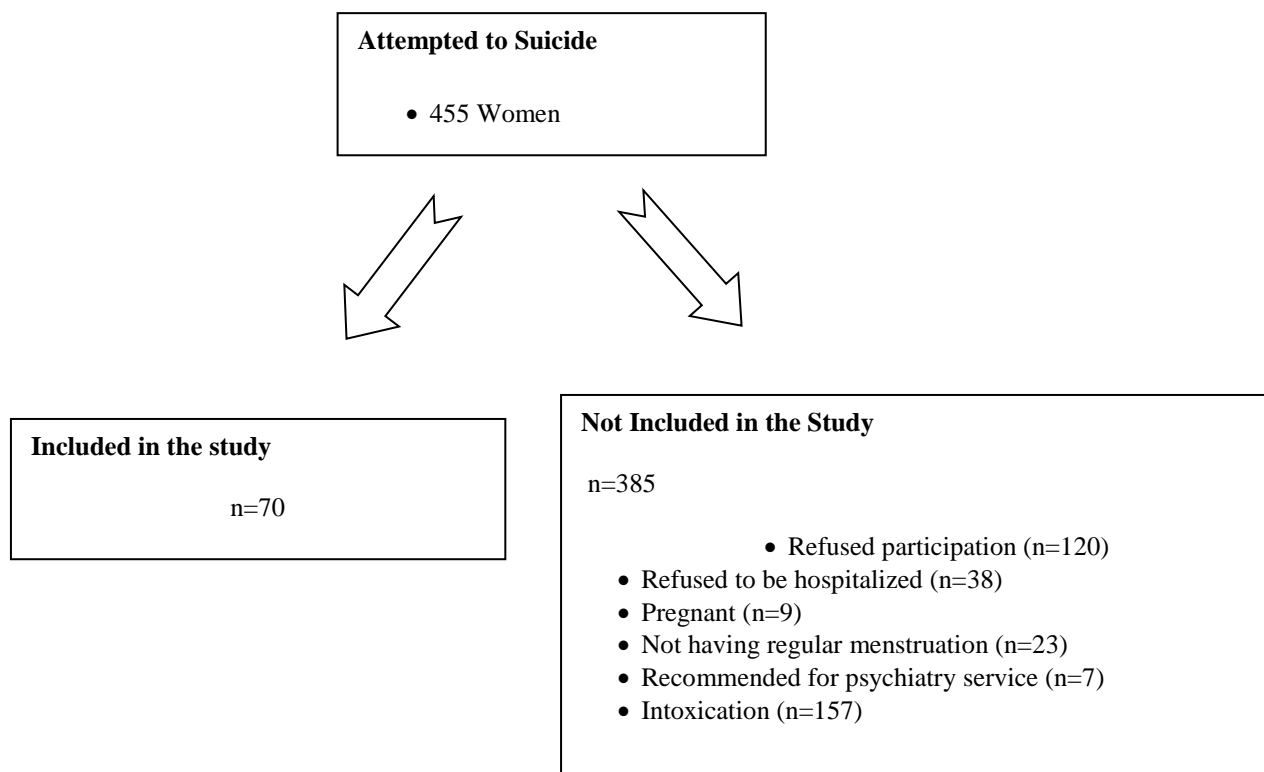 Attempted to Suicide
• 455 Women
Included in the study
n=70
Not Included in the Study
n=385
• Refused participation (n=120)
• Refused to be hospitalized (n=38)
• Pregnant (n=9)
• Not having regular menstruation (n=23)
• Recommended for psychiatry service (n=7)
• Intoxication (n=157)